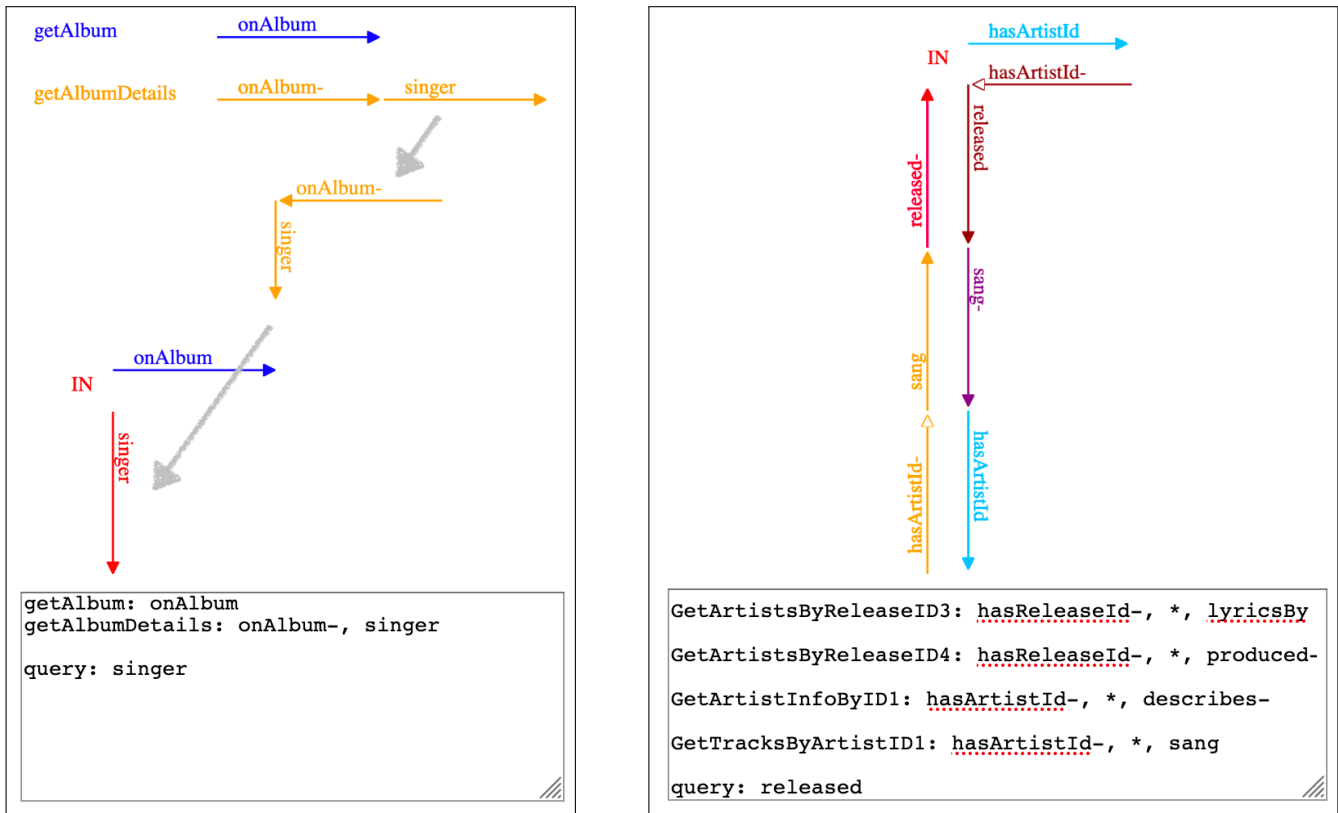 getAlbum onAlbum
getAlbumDetails onAlbum- singer
onAlbum-
singer
onAlbum
IN
singer
getAlbum: onAlbum
getAlbumDetails: onAlbum-, singer
query: singer
hasArtistId
IN
hasArtistId-
released
released-
sang-
sang
hasArtistId
hasArtistId-
GetArtistsByReleaseID3: hasReleaseId-, *, lyricsBy
GetArtistsByReleaseID4: hasReleaseId-, *, produced-
GetArtistInfoByID1: hasArtistId-, *, describes-
GetTracksByArtistID1: hasArtistId-, *, sang
query: released